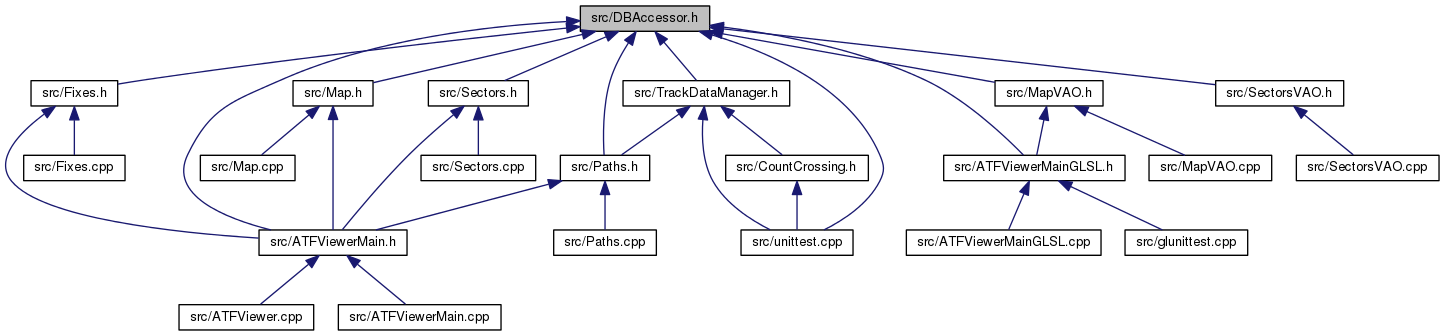 src/DBAccessor.h
src/Fixes.h
src/Map.h
src/Sectors.h
src/TrackDataManager.h
src/MapVAO.h
src/SectorsVAO.h
src/Fixes.cpp
src/Map.cpp
src/Sectors.cpp
src/Paths.h
src/CountCrossing.h
src/ATFViewerMainGLSL.h
src/MapVAO.cpp
src/SectorsVAO.cpp
src/ATFViewerMain.h
src/Paths.cpp
src/unittest.cpp
src/ATFViewerMainGLSL.cpp
src/glunittest.cpp
src/ATFViewer.cpp
src/ATFViewerMain.cpp